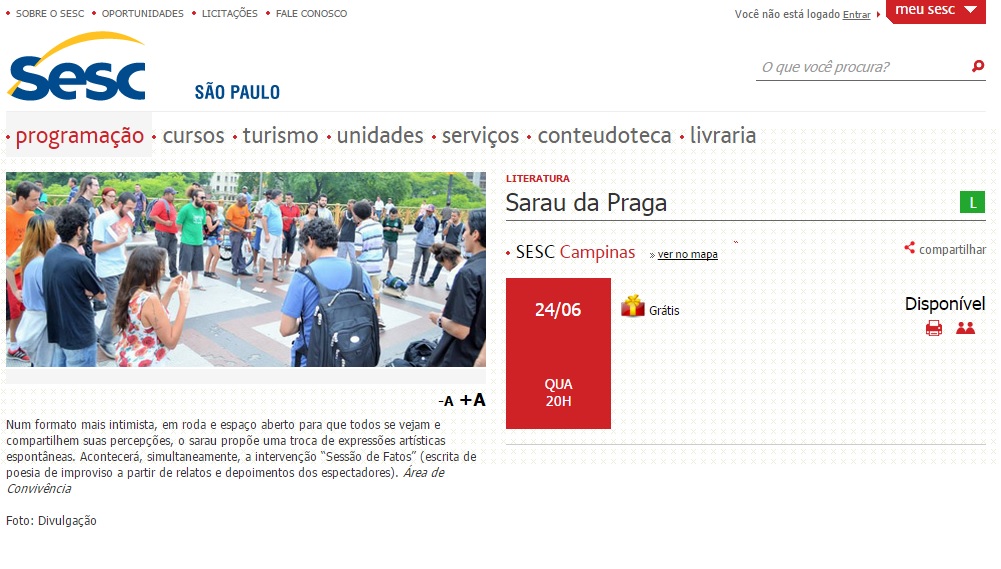 SOBRE O SESC OPORTUNIDADES LICITAÇÕES FALE CONOSCO
Você não está logado Entrar
meu sesc
Sesc
SÃO PAULO
O que você procura?
programação cursos turismo unidades serviços conteudoteca livraria
LITERATURA
Sarau da Praga
L
SESC Campinas » ver no mapa
compartilhar
24/06
QUA
20H
Grátis
Disponível
-A +A
Num formato mais intimista, em roda e espaço aberto para que todos se vejam e
compartilhem suas percepções, o sarau propõe uma troca de expressões artísticas
espontâneas. Acontecerá, simultaneamente, a intervenção “Sessão de Fatos” (escrita de
poesia de improviso a partir de relatos e depoimentos dos espectadores). Área de
Convivência
Foto: Divulgação